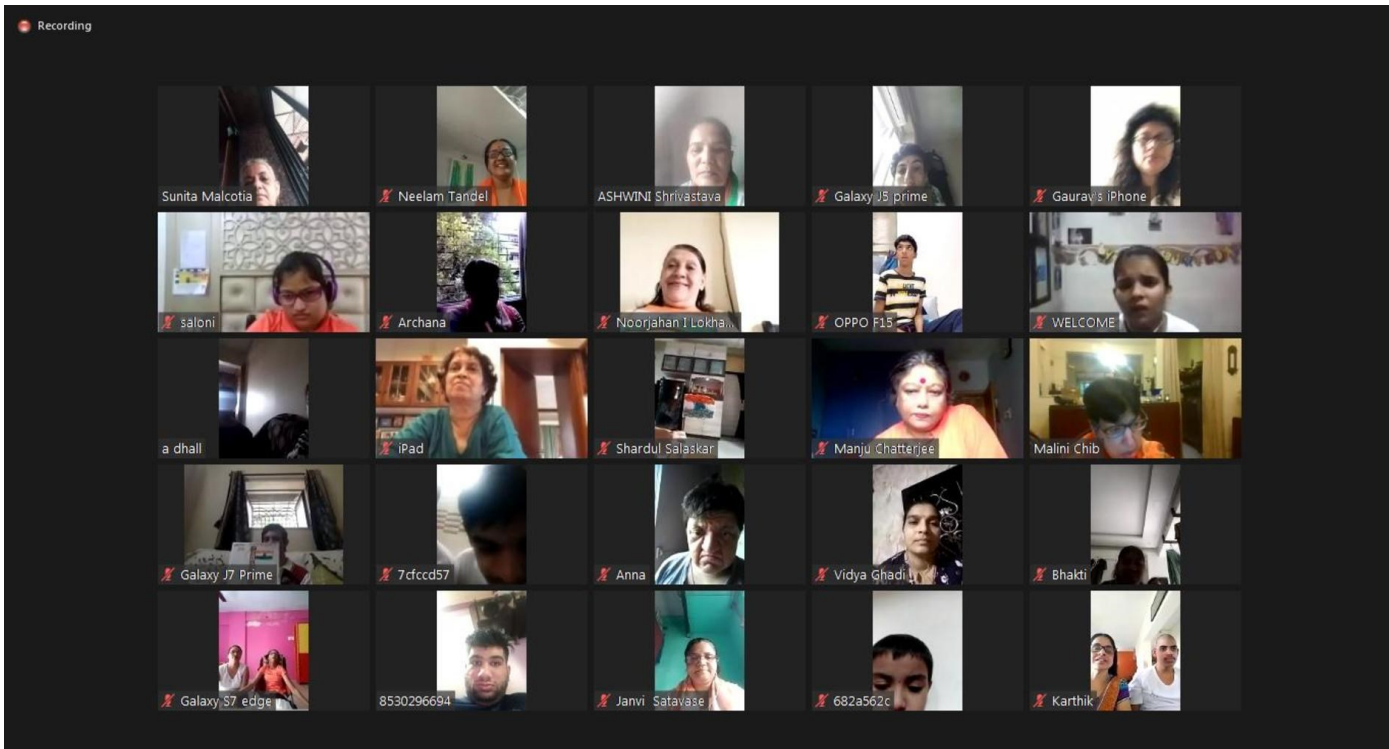 Recording
Sunita Malcotia
Neelam Tandel
ASHWINI Shrivastava
Galaxy J5 prime
Gaurav's iPhone
saloni
Archana
Noorjahan I Lokha...
OPPO F15
WELCOME
a dhall
iPad
Shardul Salaskar
Manju Chatterjee
Malini Chib
Galaxy J7 Prime
7cfccd57
Anna
Vidya Ghadi
Bhakti
Galaxy S7 edge
8530296694
Janvi Satavase
682a562c
Karthik